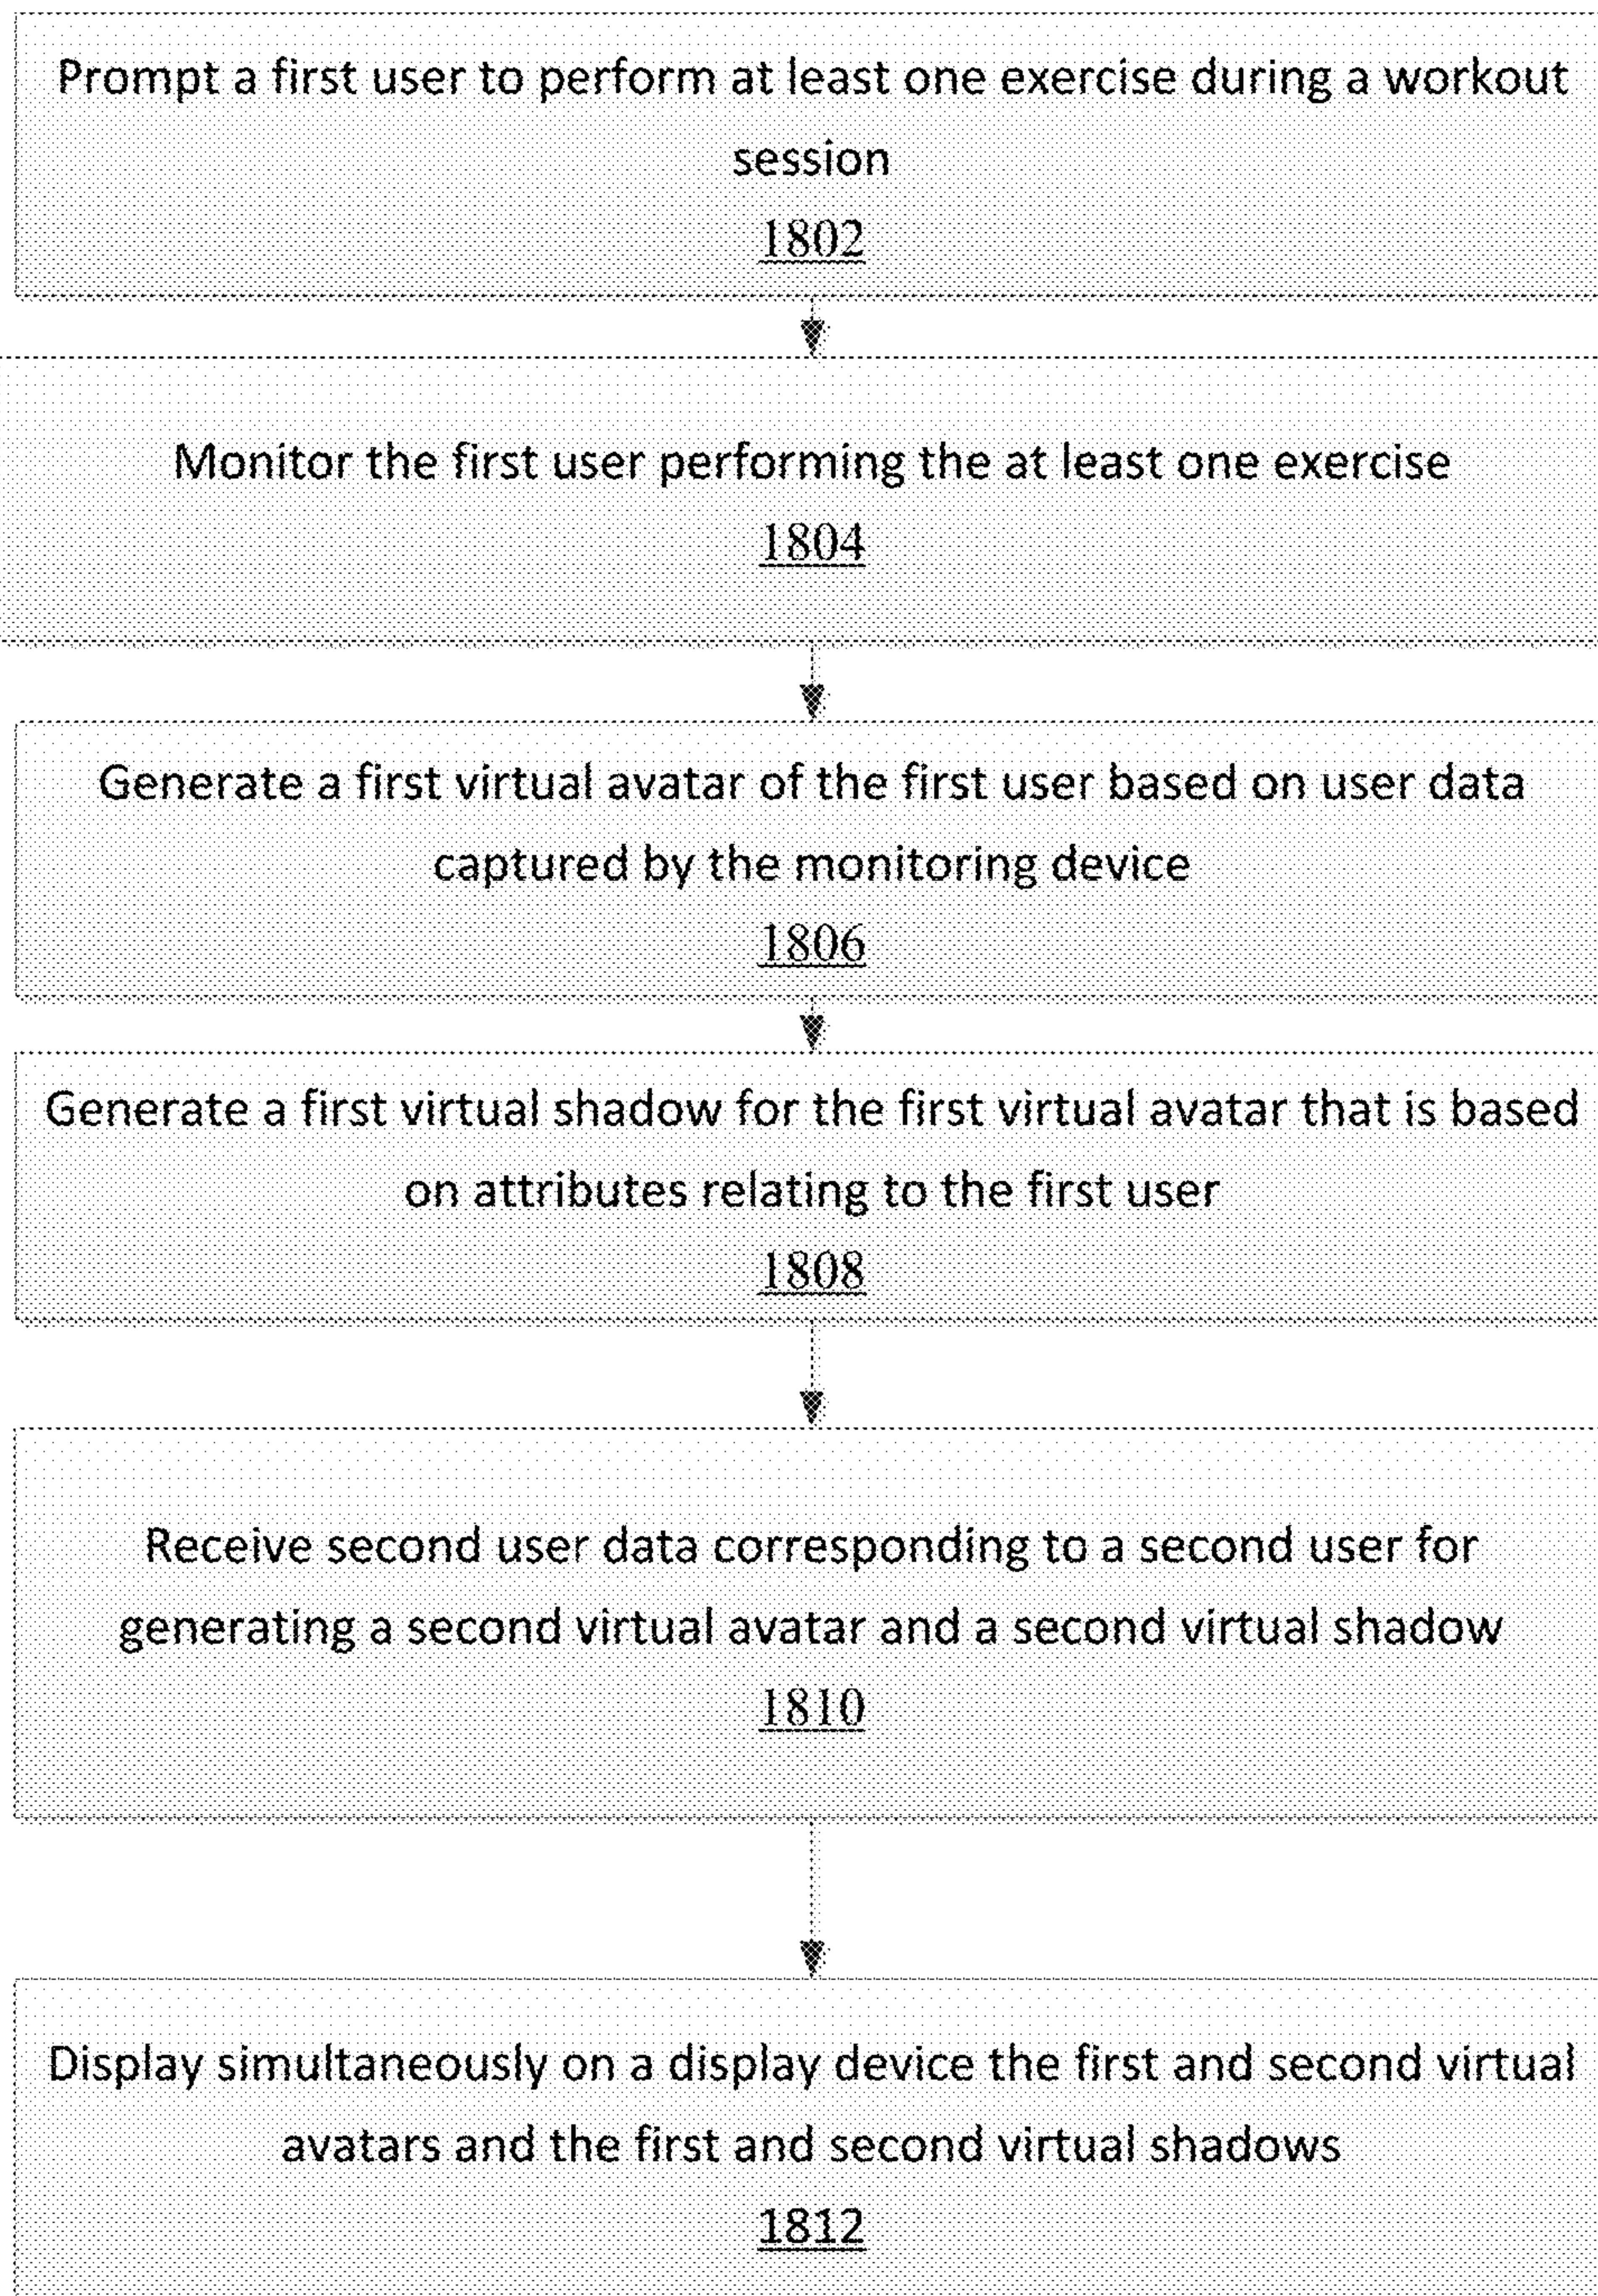 Prompt a first user to perform at least one exercise during a workout
session
1802
Monitor the first user performing the at least one exercise
1804
Generate a first virtual avatar of the first user based on user data
captured by the monitoring device
1806
Generate a first virtual shadow for the first virtual avatar that is based
on attributes relating to the first user
1808
Receive second user data corresponding to a second user for
generating a second virtual avatar and a second virtual shadow
1810
Display simultaneously on a display device the first and second virtual
avatars and the first and second virtual shadows
1812